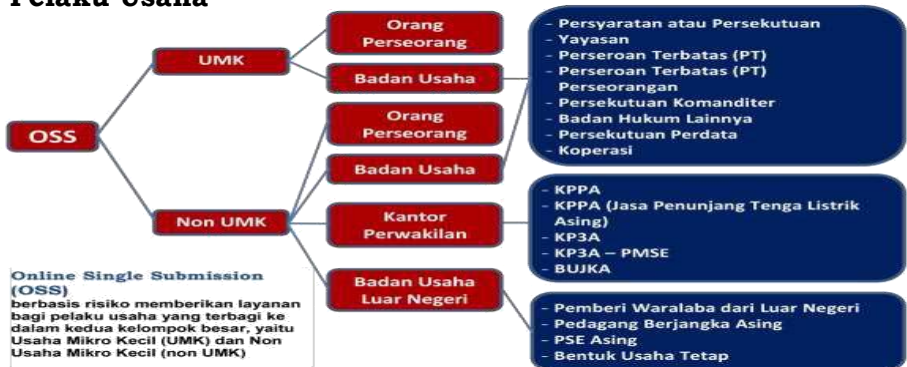 Pelaku Usaha
OSS
UMK
Orang
Perseorang
Badan Usaha
- Persyaratan atau Persekutuan
- Yayasan
- Perseroan Terbatas (PT)
- Perseroan Terbatas (PT)
Perseorangan
- Persekutuan Komanditer
- Badan Hukum Lainnya
- Persekutuan Perdata
- Koperasi
Non UMK
Orang
Perseorang
Badan Usaha
Kantor
Perwakilan
- KPPA
- KPPA (Jasa Penunjang Tenga Listrik
Asing)
- KP3A
- KP3A – PMSE
- BUJKA
Badan Usaha
Luar Negeri
- Pemberi Waralaba dari Luar Negeri
- Pedagang Berjangka Asing
- PSE Asing
- Bentuk Usaha Tetap
Online Single Submission
(OSS)
berbasis risiko memberikan layanan
bagi pelaku usaha yang terbagi ke
dalam kedua kelompok besar, yaitu
Usaha Mikro Kecil (UMK) dan Non
Usaha Mikro Kecil (non UMK)